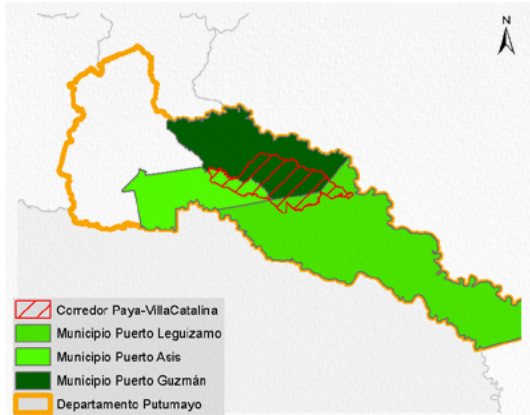 N
Corredor Paya-VillaCatalina
Municipio Puerto Leguizamo
Municipio Puerto Asis
Municipio Puerto Guzmán
Departamento Putumayo